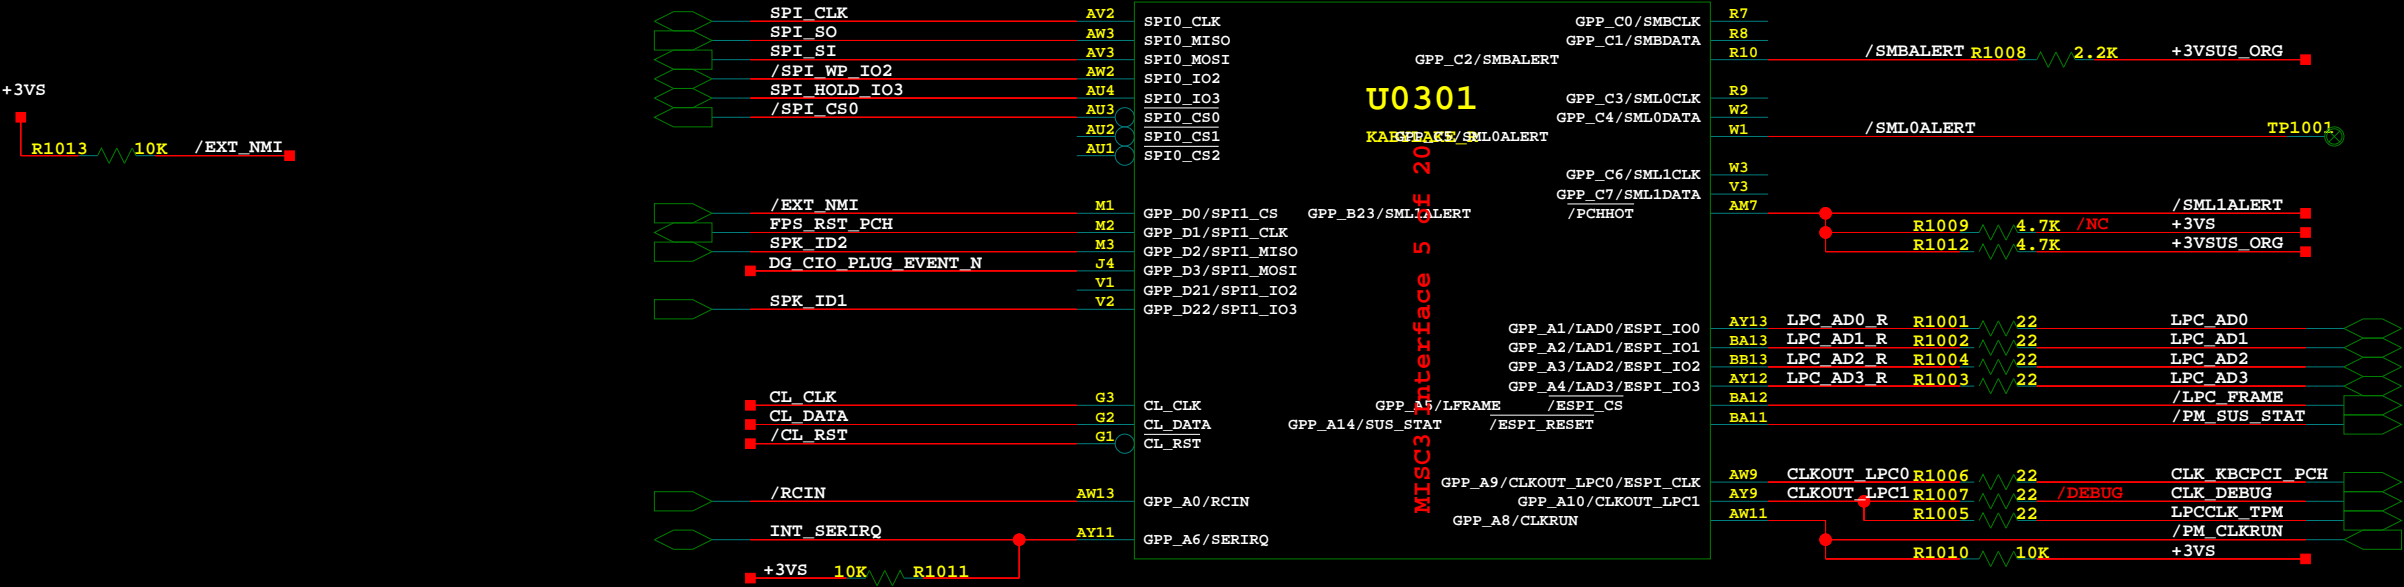 SPI_CLK AV2 SPI0_CLK GPP_C0/SMBCLK R7
SPI_SO AW3 SPI0_MISO GPP_C1/SMBDATA R8
SPI_SI AV3 SPI0_MOSI GPP_C2/SMBALERT R10 /SMBALERT R1008 2.2K +3VSUS_ORG
/SPI_WP_IO2 AW2 SPI0_IO2
+3VS SPI_HOLD_IO3 AU4 SPI0_IO3 U0301 GPP_C3/SML0CLK R9
/SPI_CS0 AU3 SPI0_CS0 GPP_C4/SML0DATA W2
AU2 SPI0_CS1 KABYLAKE_R GPP_C5/SML0ALERT W1 /SML0ALERT TP1001
R1013 10K /EXT_NMI AU1 SPI0_CS2
GPP_C6/SML1CLK W3
GPP_C7/SML1DATA V3
/EXT_NMI M1 GPP_D0/SPI1_CS GPP_B23/SML1ALERT /PCHHOT AM7 /SML1ALERT
FPS_RST_PCH M2 GPP_D1/SPI1_CLK R1009 4.7K /NC +3VS
SPK_ID2 M3 GPP_D2/SPI1_MISO R1012 4.7K +3VSUS_ORG
DG_CIO_PLUG_EVENT_N J4 GPP_D3/SPI1_MOSI
V1 GPP_D21/SPI1_IO2
SPK_ID1 V2 GPP_D22/SPI1_IO3
MISC3 Interface 5 of 20
GPP_A1/LAD0/ESPI_IO0 AY13 LPC_AD0_R R1001 22 LPC_AD0
GPP_A2/LAD1/ESPI_IO1 BA13 LPC_AD1_R R1002 22 LPC_AD1
GPP_A3/LAD2/ESPI_IO2 BB13 LPC_AD2_R R1004 22 LPC_AD2
GPP_A4/LAD3/ESPI_IO3 AY12 LPC_AD3_R R1003 22 LPC_AD3
CL_CLK G3 CL_CLK GPP_A5/LFRAME /ESPI_CS BA12 /LPC_FRAME
CL_DATA G2 CL_DATA GPP_A14/SUS_STAT /ESPI_RESET BA11 /PM_SUS_STAT
/CL_RST G1 CL_RST
GPP_A9/CLKOUT_LPC0/ESPI_CLK AW9 CLKOUT_LPC0 R1006 22 CLK_KBCPCI_PCH
/RCIN AW13 GPP_A0/RCIN GPP_A10/CLKOUT_LPC1 AY9 CLKOUT_LPC1 R1007 22 /DEBUG CLK_DEBUG
GPP_A8/CLKRUN AW11 R1005 22 LPCCLK_TPM
INT_SERIRQ AY11 GPP_A6/SERIRQ /PM_CLKRUN
R1010 10K +3VS
+3VS 10K R1011